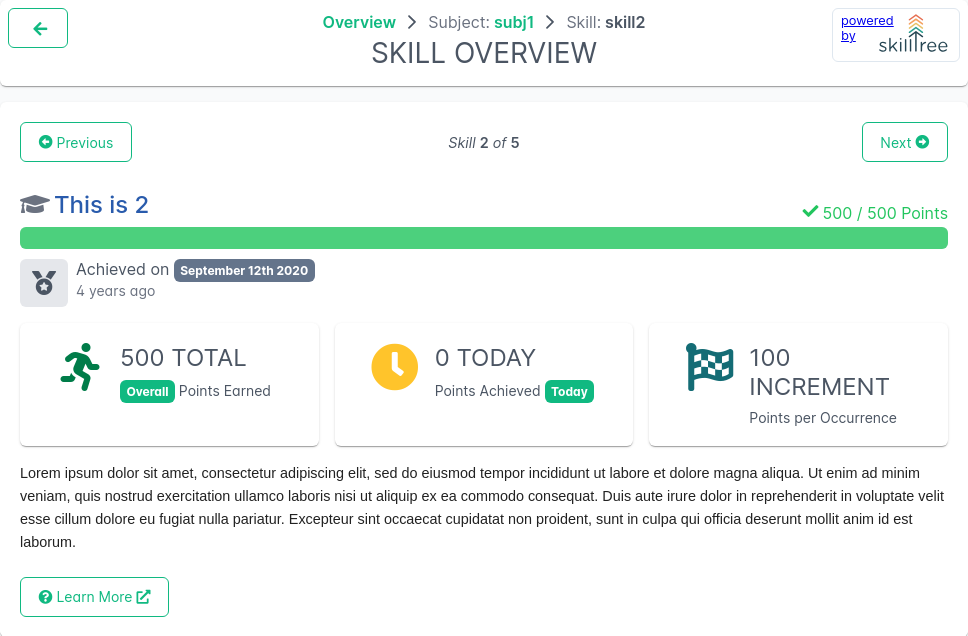 Overview > Subject: subj1 > Skill: skill2
SKILL OVERVIEW
powered
by
skilltree
Previous
Skill 2 of 5
Next
This is 2
500 / 500 Points
Achieved on September 12th 2020
4 years ago
500 TOTAL
Overall Points Earned
0 TODAY
Points Achieved Today
100
INCREMENT
Points per Occurrence
Lorem ipsum dolor sit amet, consectetur adipiscing elit, sed do eiusmod tempor incididunt ut labore et dolore magna aliqua. Ut enim ad minim
veniam, quis nostrud exercitation ullamco laboris nisi ut aliquip ex ea commodo consequat. Duis aute irure dolor in reprehenderit in voluptate velit
esse cillum dolore eu fugiat nulla pariatur. Excepteur sint occaecat cupidatat non proident, sunt in culpa qui officia deserunt mollit anim id est
laborum.
Learn More